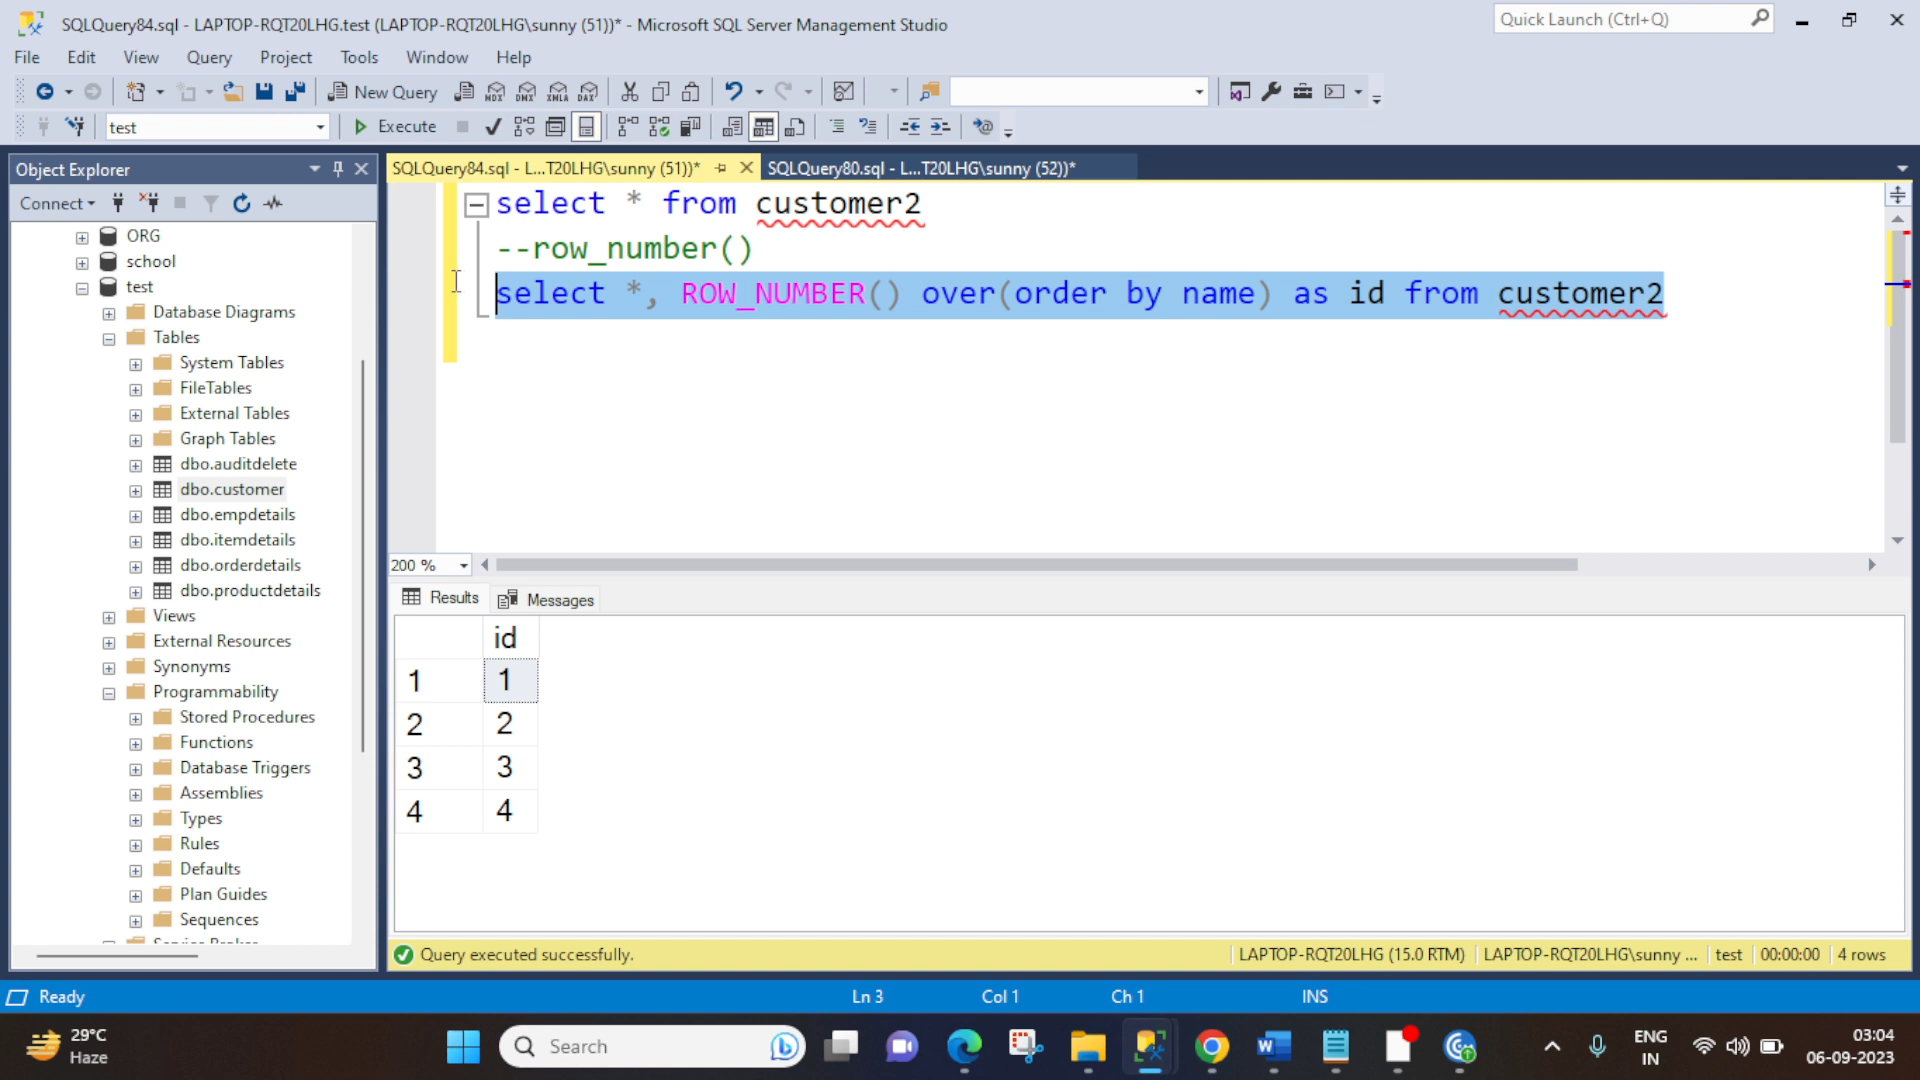 SQLQuery84.sql - LAPTOP-RQT20LHG.test (LAPTOP-RQT20LHG\sunny (51))* - Microsoft SQL Server Management Studio
Quick Launch (Ctrl+Q)
File Edit View Query Project Tools Window Help
New Query MDX DMX XMLA DAX
test Execute
Object Explorer
SQLQuery84.sql - L...T20LHG\sunny (51))*
SQLQuery80.sql - L...T20LHG\sunny (52))*
Connect
ORG
school
test
Database Diagrams
Tables
System Tables
FileTables
External Tables
Graph Tables
dbo.auditdelete
dbo.customer
dbo.empdetails
dbo.itemdetails
dbo.orderdetails
dbo.productdetails
Views
External Resources
Synonyms
Programmability
Stored Procedures
Functions
Database Triggers
Assemblies
Types
Rules
Defaults
Plan Guides
Sequences
select * from customer2
--row_number()
select *, ROW_NUMBER() over(order by name) as id from customer2
200 %
Results Messages
id
1 1
2 2
3 3
4 4
Query executed successfully.
LAPTOP-RQT20LHG (15.0 RTM) LAPTOP-RQT20LHG\sunny ... test 00:00:00 4 rows
Ready Ln 3 Col 1 Ch 1 INS
29°C
Haze
Search
ENG
IN
03:04
06-09-2023